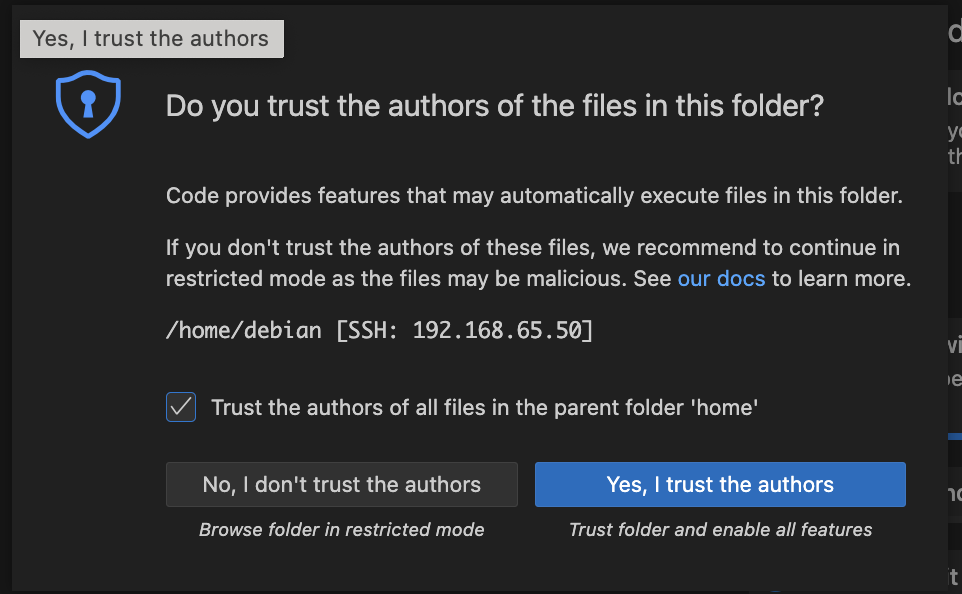 Yes, I trust the authors
Do you trust the authors of the files in this folder?
Code provides features that may automatically execute files in this folder.
If you don't trust the authors of these files, we recommend to continue in
restricted mode as the files may be malicious. See our docs to learn more.
/home/debian [SSH: 192.168.65.50]
Trust the authors of all files in the parent folder 'home'
No, I don't trust the authors
Yes, I trust the authors
Browse folder in restricted mode
Trust folder and enable all features